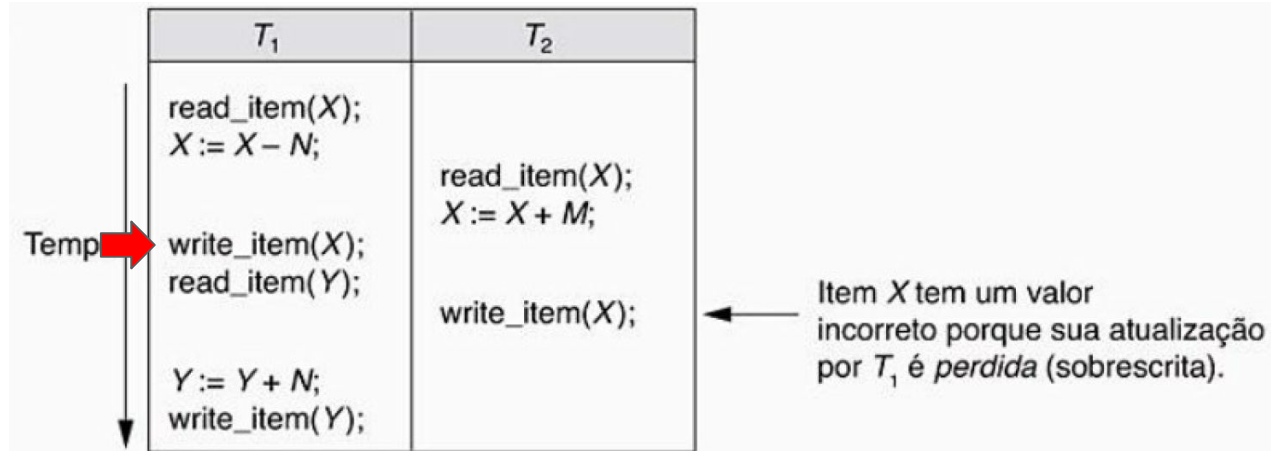 T₁ T₂
read_item(X);
X := X – N;
read_item(X);
X := X + M;
Temp
write_item(X);
read_item(Y);
write_item(X);
Item X tem um valor
incorreto porque sua atualização
por T₁ é perdida (sobrescrita).
Y := Y + N;
write_item(Y);